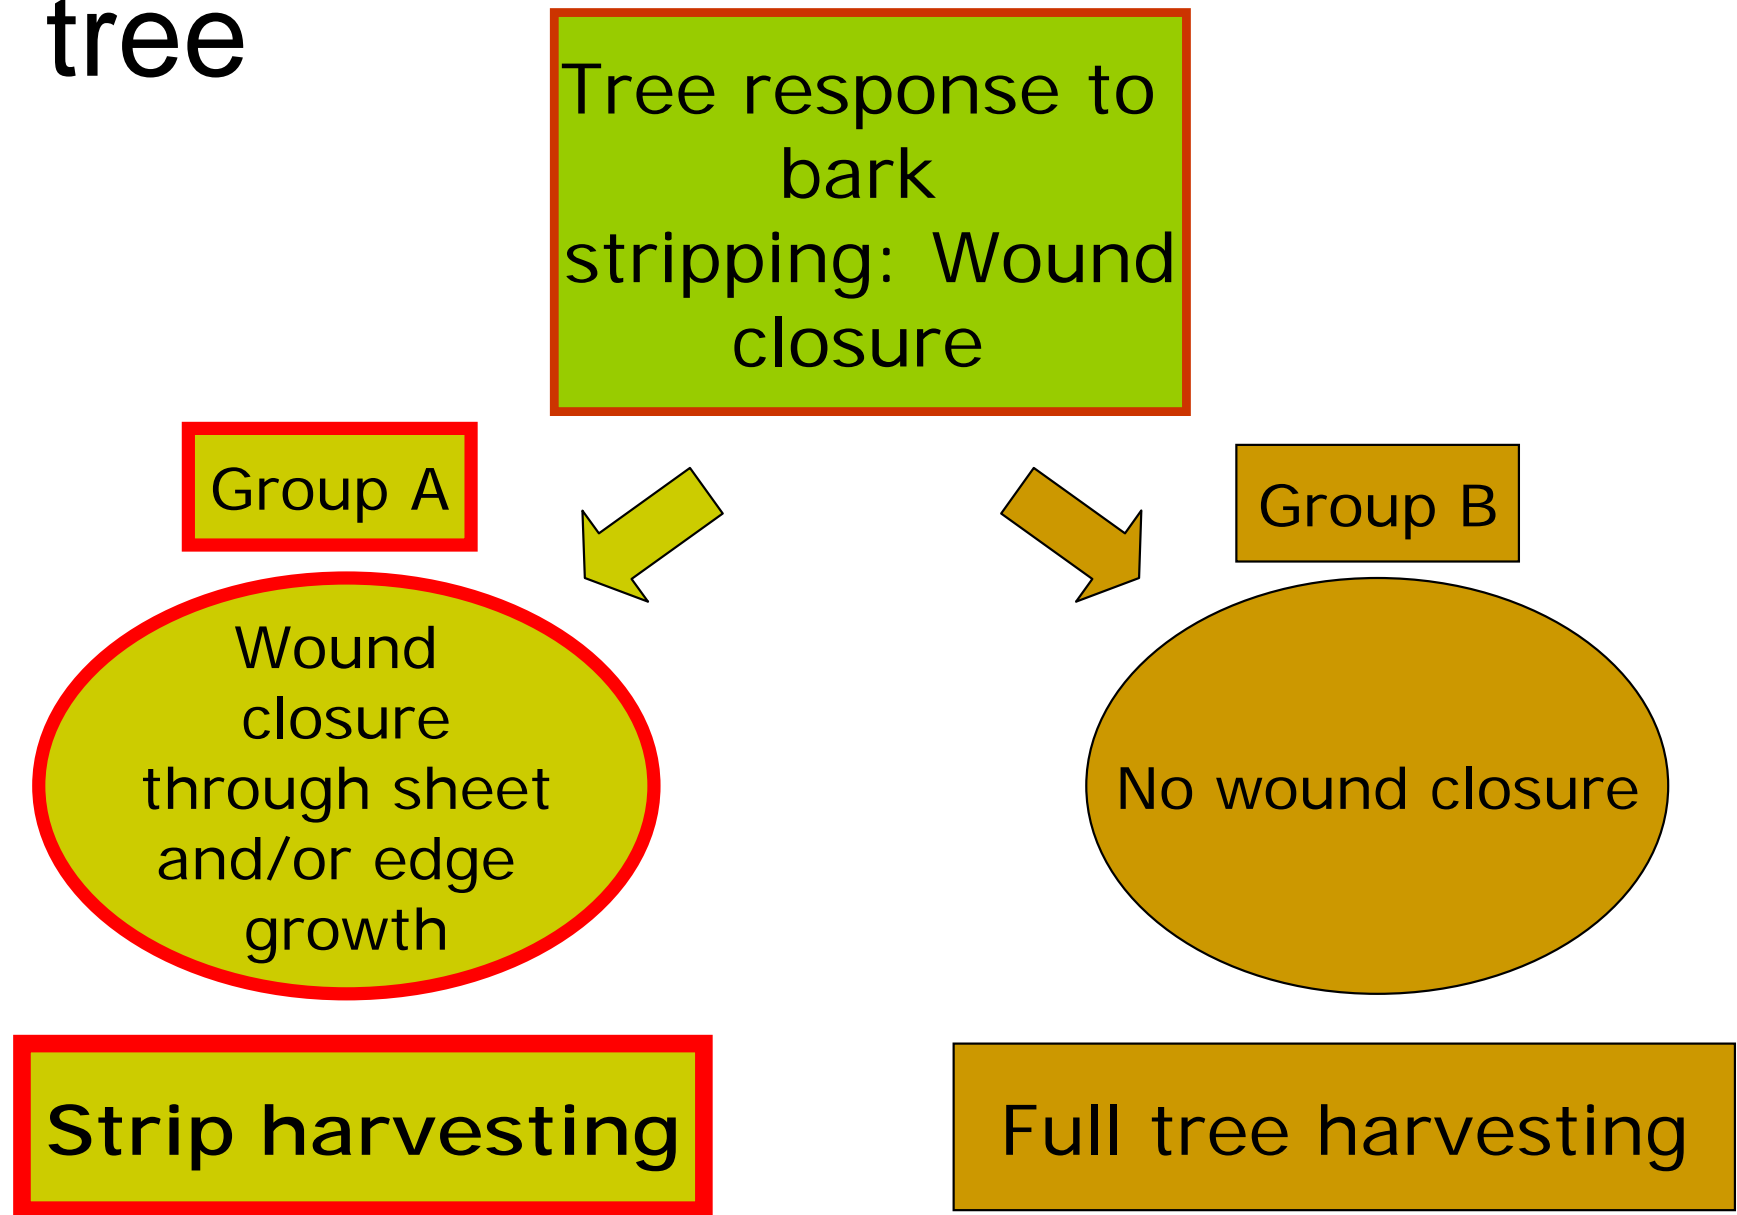 tree
Tree response to
bark
stripping: Wound
closure
Group A
Group B
Wound
closure
through sheet
and/or edge
growth
No wound closure
Strip harvesting
Full tree harvesting